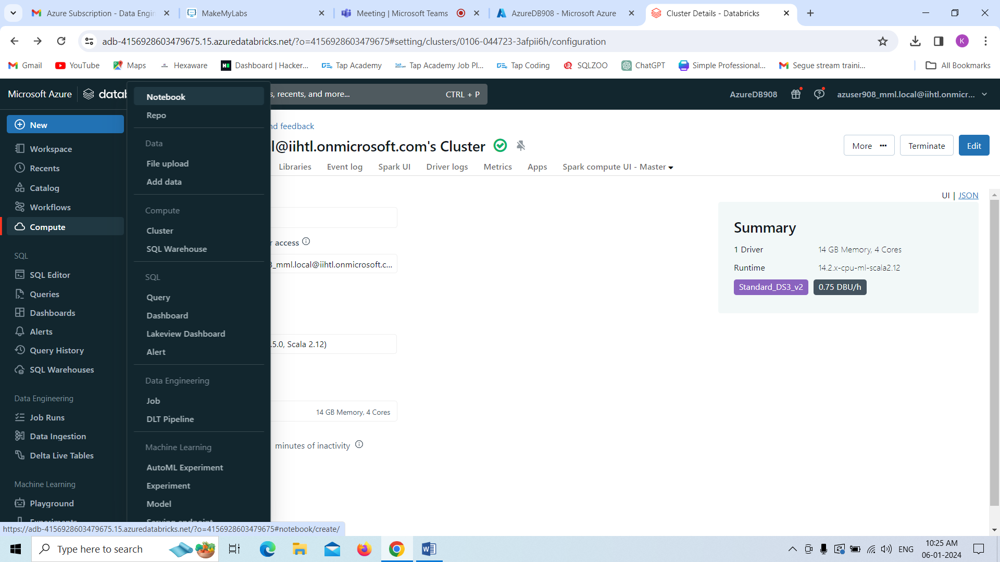 Azure Subscription - Data Engin
MakeMyLabs
Meeting | Microsoft Teams
AzureDB908 - Microsoft Azure
Cluster Details - Databricks
adb-4156928603479675.15.azuredatabricks.net/?o=4156928603479675#setting/clusters/0106-044723-3afpii6h/configuration
K
Gmail
YouTube
Maps
Hexaware
Dashboard | Hacker...
Tap Academy
Tap Academy Job Pl...
Tap Coding
SQLZOO
ChatGPT
Simple Professional...
Segue stream traini...
All Bookmarks
Microsoft Azure
datab
s, recents, and more...
CTRL + P
AzureDB908
azuser908_mml.local@iihtl.onmicr...
New
Workspace
Recents
Catalog
Workflows
Compute
SQL
SQL Editor
Queries
Dashboards
Alerts
Query History
SQL Warehouses
Data Engineering
Job Runs
Data Ingestion
Delta Live Tables
Machine Learning
Playground
Experiments
Notebook
Repo
Data
File upload
Add data
Compute
Cluster
SQL Warehouse
SQL
Query
Dashboard
Lakeview Dashboard
Alert
Data Engineering
Job
DLT Pipeline
Machine Learning
AutoML Experiment
Experiment
Model
Serving endpoint
nd feedback
l@iihtl.onmicrosoft.com's Cluster
More
Terminate
Edit
Libraries
Event log
Spark UI
Driver logs
Metrics
Apps
Spark compute UI - Master
UI | JSON
r access
_mml.local@iihtl.onmicrosoft.c...
.5.0, Scala 2.12)
14 GB Memory, 4 Cores
minutes of inactivity
Summary
1 Driver
14 GB Memory, 4 Cores
Runtime
14.2.x-cpu-ml-scala2.12
Standard_DS3_v2
0.75 DBU/h
https://adb-4156928603479675.15.azuredatabricks.net/?o=4156928603479675#notebook/create/
Type here to search
ENG
10:25 AM
06-01-2024